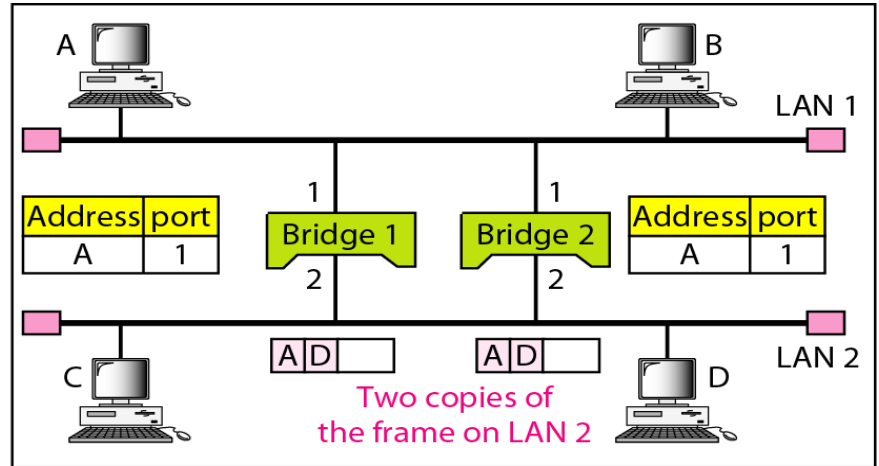 A
B
LAN 1
1
1
Address port
A 1
Bridge 1
Bridge 2
Address port
A 1
2
2
A D
A D
C
D
LAN 2
Two copies of
the frame on LAN 2